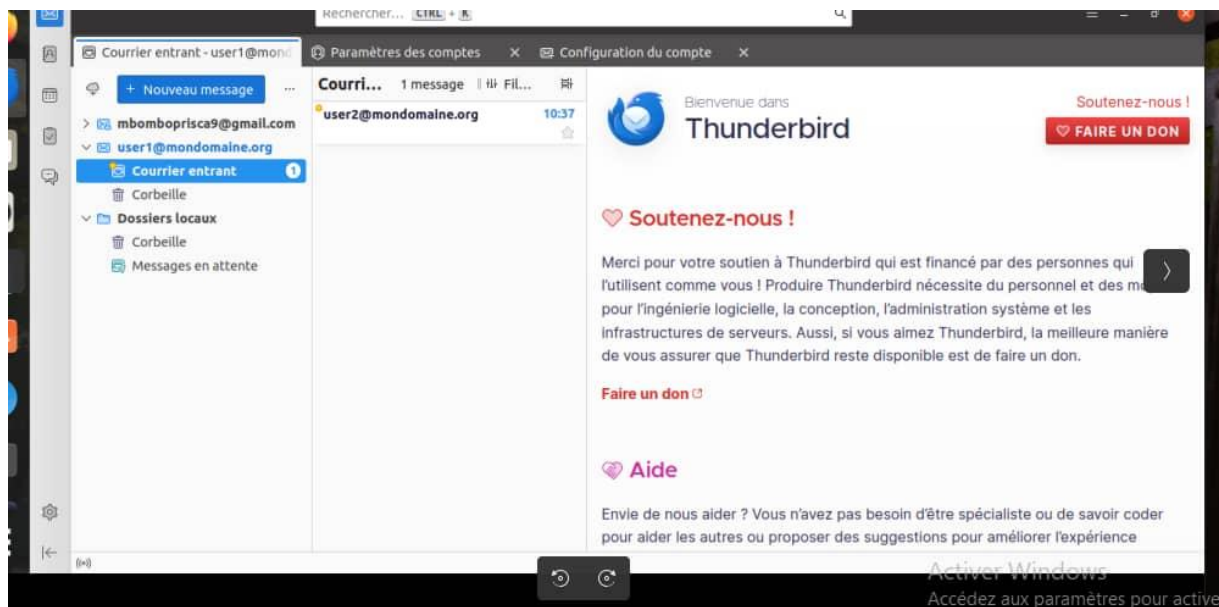 Rechercher... CTRL + K
Courrier entrant - user1@mond
Paramètres des comptes
Configuration du compte
+ Nouveau message
mbomboprisca9@gmail.com
user1@mondomaine.org
Courrier entrant 1
Corbeille
Dossiers locaux
Corbeille
Messages en attente
Courri... 1 message Fil...
user2@mondomaine.org 10:37
Bienvenue dans
Thunderbird
Soutenez-nous !
FAIRE UN DON
Soutenez-nous !
Merci pour votre soutien à Thunderbird qui est financé par des personnes qui
l'utilisent comme vous ! Produire Thunderbird nécessite du personnel et des
pour l'ingénierie logicielle, la conception, l'administration système et les
infrastructures de serveurs. Aussi, si vous aimez Thunderbird, la meilleure manière
de vous assurer que Thunderbird reste disponible est de faire un don.
Faire un don
Aide
Envie de nous aider ? Vous n'avez pas besoin d'être spécialiste ou de savoir coder
pour aider les autres ou proposer des suggestions pour améliorer l'expérience
Activer Windows
Accédez aux paramètres pour active